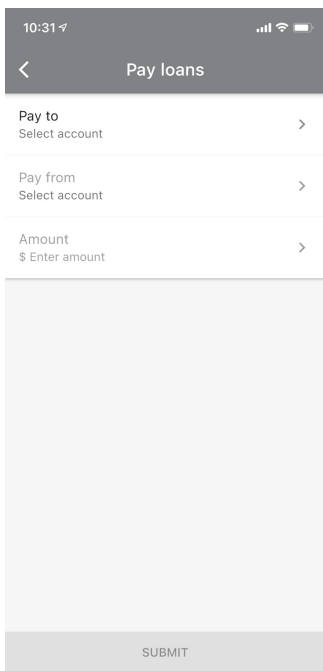 10:31
Pay loans
Pay to
Select account
Pay from
Select account
Amount
$ Enter amount
SUBMIT